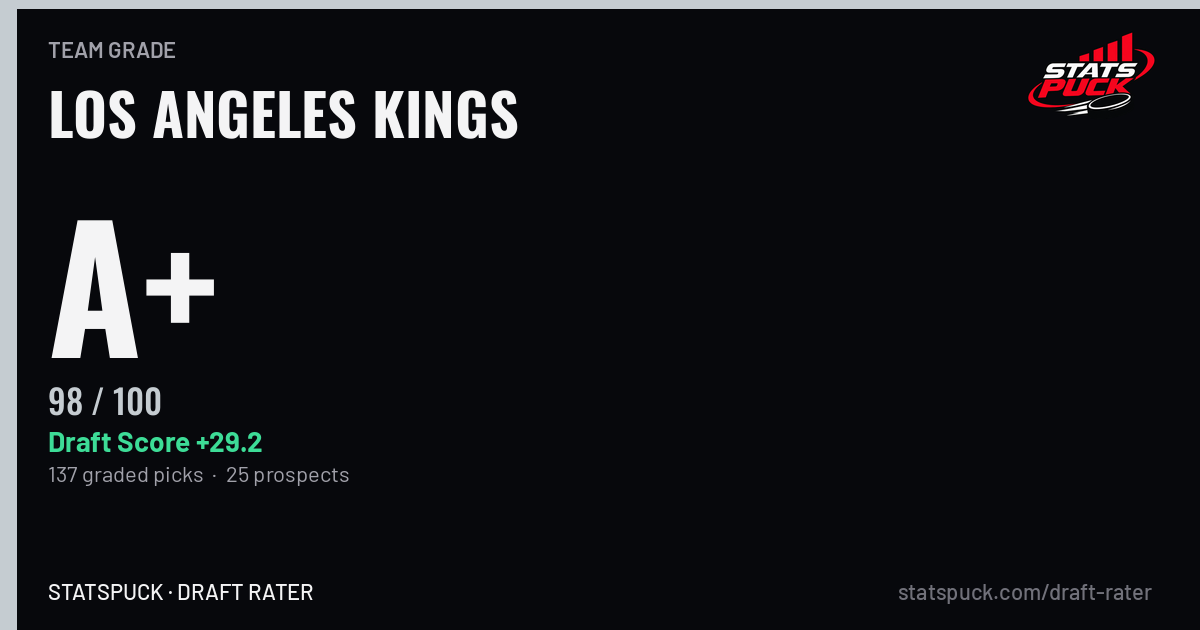 TEAM GRADE
LOS ANGELES KINGS
STATS
PUCK
A+
98 / 100
Draft Score +29.2
137 graded picks · 25 prospects
STATSPUCK · DRAFT RATER
statspuck.com/draft-rater